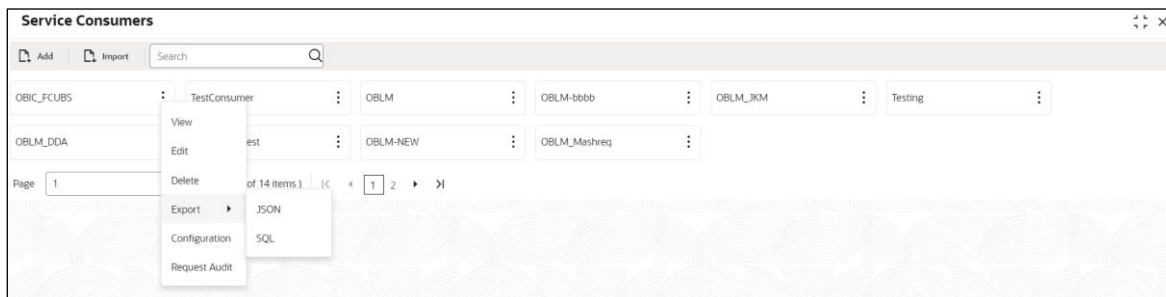 Service Consumers
Add Import Search
OBIC_FCUBS TestConsumer OBLM OBLM-bbbb OBLM_JKM Testing
View
OBLM_DDA est OBLM-NEW OBLM_Mashreq
Edit
Page 1 of 14 items ) 1 2
Delete
Export JSON
Configuration SQL
Request Audit